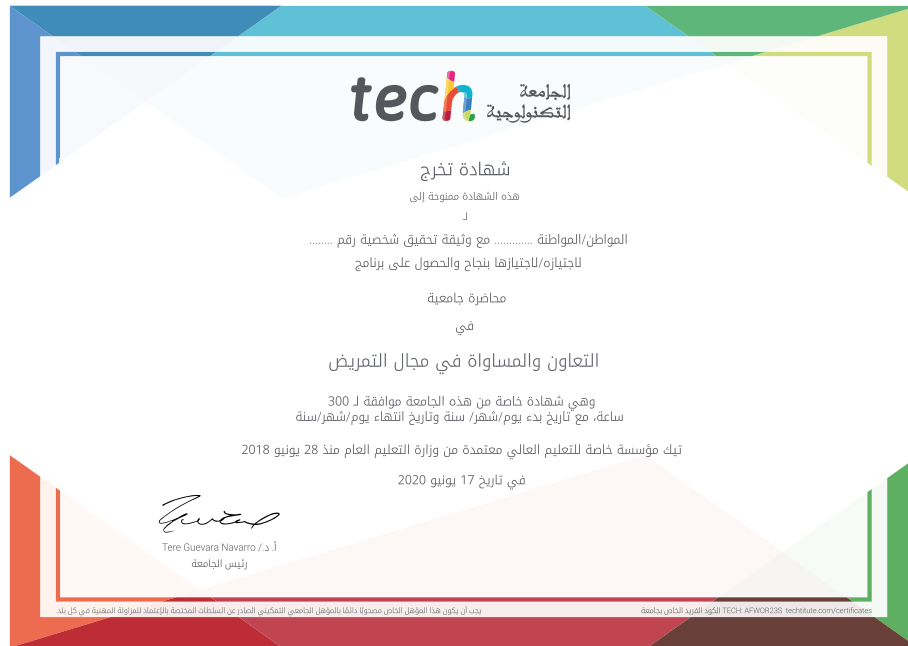 tech الجامعة
التكنولوجية
شهادة تخرج
هذه الشهادة ممنوحة إلى
لـ
المواطن/المواطنة ............. مع وثيقة تحقيق شخصية رقم ........
لاجتيازه/لاجتيازها بنجاح والحصول على برنامج
محاضرة جامعية
في
التعاون والمساواة في مجال التمريض
وهي شهادة خاصة من هذه الجامعة موافقة لـ 300
ساعة، مع تاريخ بدء يوم/شهر/ سنة وتاريخ انتهاء يوم/شهر/سنة
تيك مؤسسة خاصة للتعليم العالي معتمدة من وزارة التعليم العام منذ 28 يونيو 2018
في تاريخ 17 يونيو 2020
أ. د./ Tere Guevara Navarro
رئيس الجامعة
يجب أن يكون هذا المؤهل الخاص مصحوبًا دائمًا بالمؤهل الجامعي التمكيني الصادر عن السلطات المختصة بالإعتماد للمزاولة المهنية في كل بلد.
الكود الفريد الخاص بجامعة TECH: AFWOR23S techtitute.com/certificates